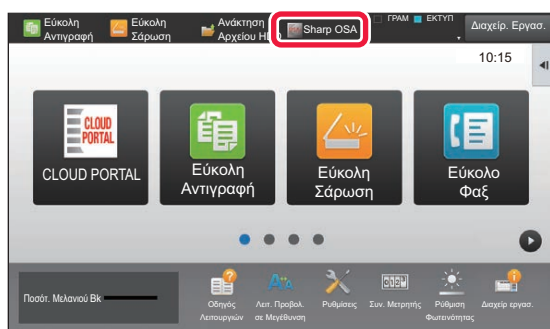 Εύκολη
Αντιγραφή
Εύκολη
Σάρωση
Ανάκτηση
Αρχείου HDD
Sharp OSA
ΓΡΑΜ
ΕΚΤΥΠ
Διαχείρ. Εργασ.
10:15
CLOUD
PORTAL
CLOUD PORTAL
Εύκολη
Αντιγραφή
Εύκολη
Σάρωση
Εύκολο
Φαξ
Ποσότ. Μελανιού Bk
Οδηγός
Λειτουργιών
Λειτ. Προβολ.
σε Μεγέθυνση
Ρυθμίσεις
Συν. Μετρητής
Ρύθμιση
Φωτεινότητας
Διαχείρ εργασ.